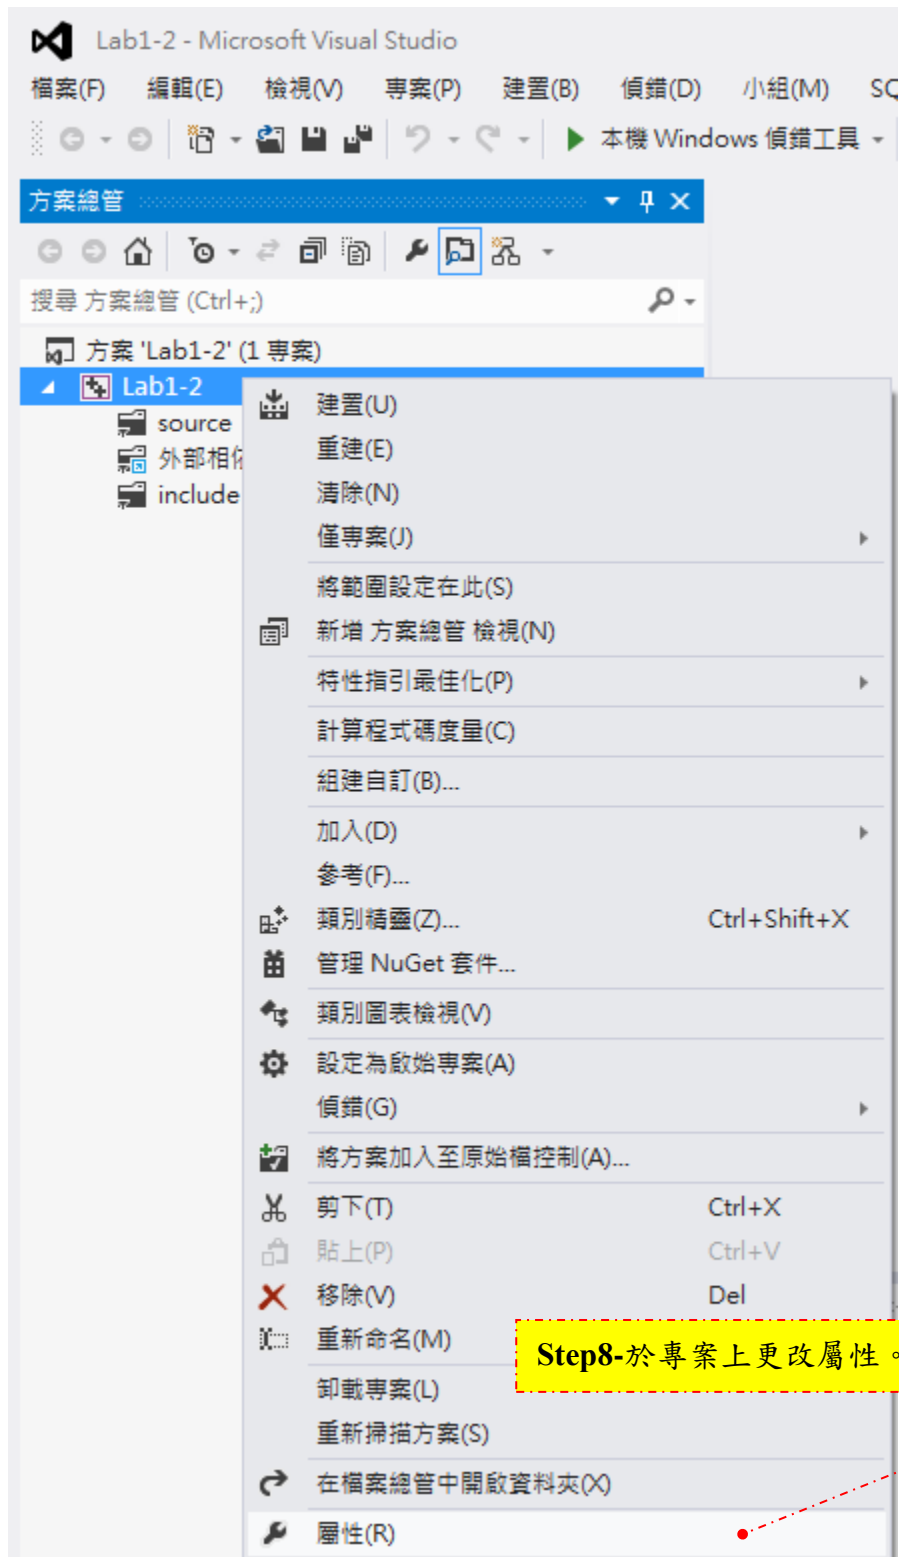 Lab1-2 - Microsoft Visual Studio
檔案(F) 編輯(E) 檢視(V) 專案(P) 建置(B) 偵錯(D) 小組(M) SQ
本機 Windows 偵錯工具
方案總管
搜尋 方案總管 (Ctrl+;)
方案 'Lab1-2' (1 專案)
Lab1-2
source
外部相依
include
建置(U)
重建(E)
清除(N)
僅專案(J)
將範圍設定在此(S)
新增 方案總管 檢視(N)
特性指引最佳化(P)
計算程式碼度量(C)
組建自訂(B)...
加入(D)
參考(F)...
類別精靈(Z)... Ctrl+Shift+X
管理 NuGet 套件...
類別圖表檢視(V)
設定為啟始專案(A)
偵錯(G)
將方案加入至原始檔控制(A)...
剪下(T) Ctrl+X
貼上(P) Ctrl+V
移除(V) Del
重新命名(M)
Step8-於專案上更改屬性。
卸載專案(L)
重新掃描方案(S)
在檔案總管中開啟資料夾(X)
屬性(R)